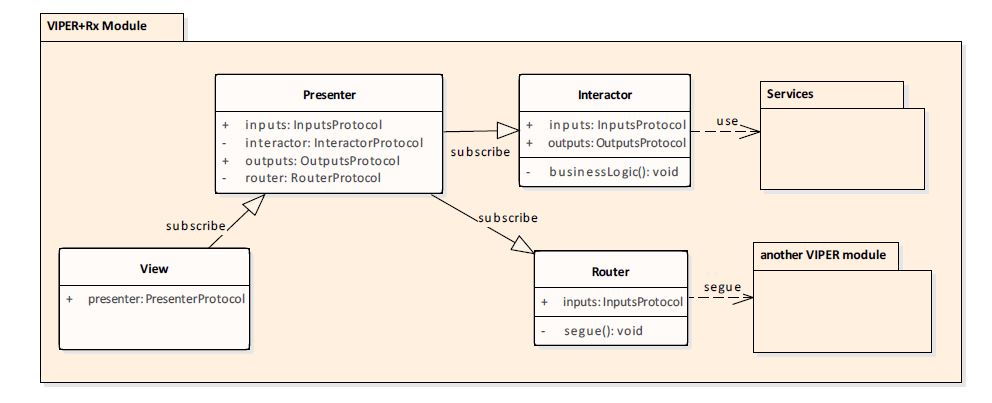 VIPER+Rx Module
Presenter
+ inputs: InputsProtocol
- interactor: InteractorProtocol
+ outputs: OutputsProtocol
- router: RouterProtocol
subscribe
Interactor
+ inputs: InputsProtocol
+ outputs: OutputsProtocol
- businessLogic(): void
use
Services
subscribe
View
+ presenter: PresenterProtocol
subscribe
Router
+ inputs: InputsProtocol
- segue(): void
segue
another VIPER module